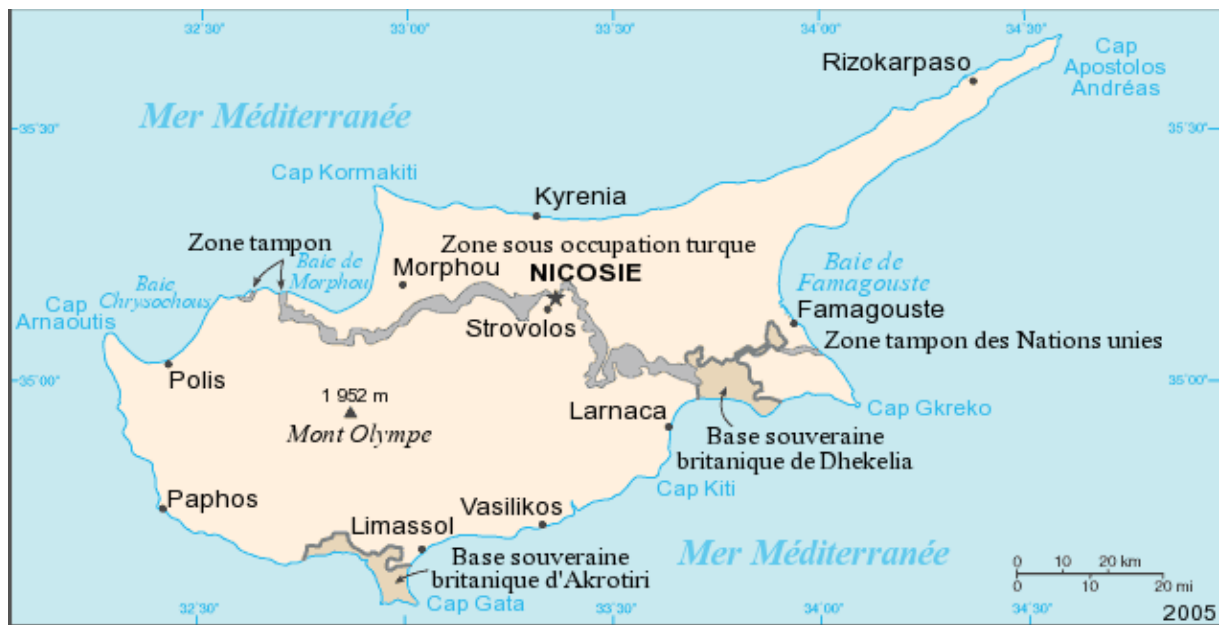 32°30" 33°00" 33°30" 34°00" 34°30"
Cap
Apostolos
Andréas
Rizokarpaso
Mer Méditerranée
35°30" 35°30"
Cap Kormakiti
Kyrenia
Zone tampon
Zone sous occupation turque
Baie de
Morphou
Morphou
NICOSIE
Baie
Chrysochous
Baie de
Famagouste
Cap
Arnaoutis
Strovolos
Famagouste
Zone tampon des Nations unies
Polis
35°00" 35°00"
1 952 m
Mont Olympe
Larnaca
Cap Gkreko
Base souveraine
britanique de Dhekelia
Cap Kiti
Paphos
Vasilikos
Limassol
Mer Méditerranée
Base souveraine
britanique d'Akrotiri
Cap Gata
0 10 20 km
0 10 20 mi
32°30" 33°00" 33°30" 34°00" 34°30"
2005